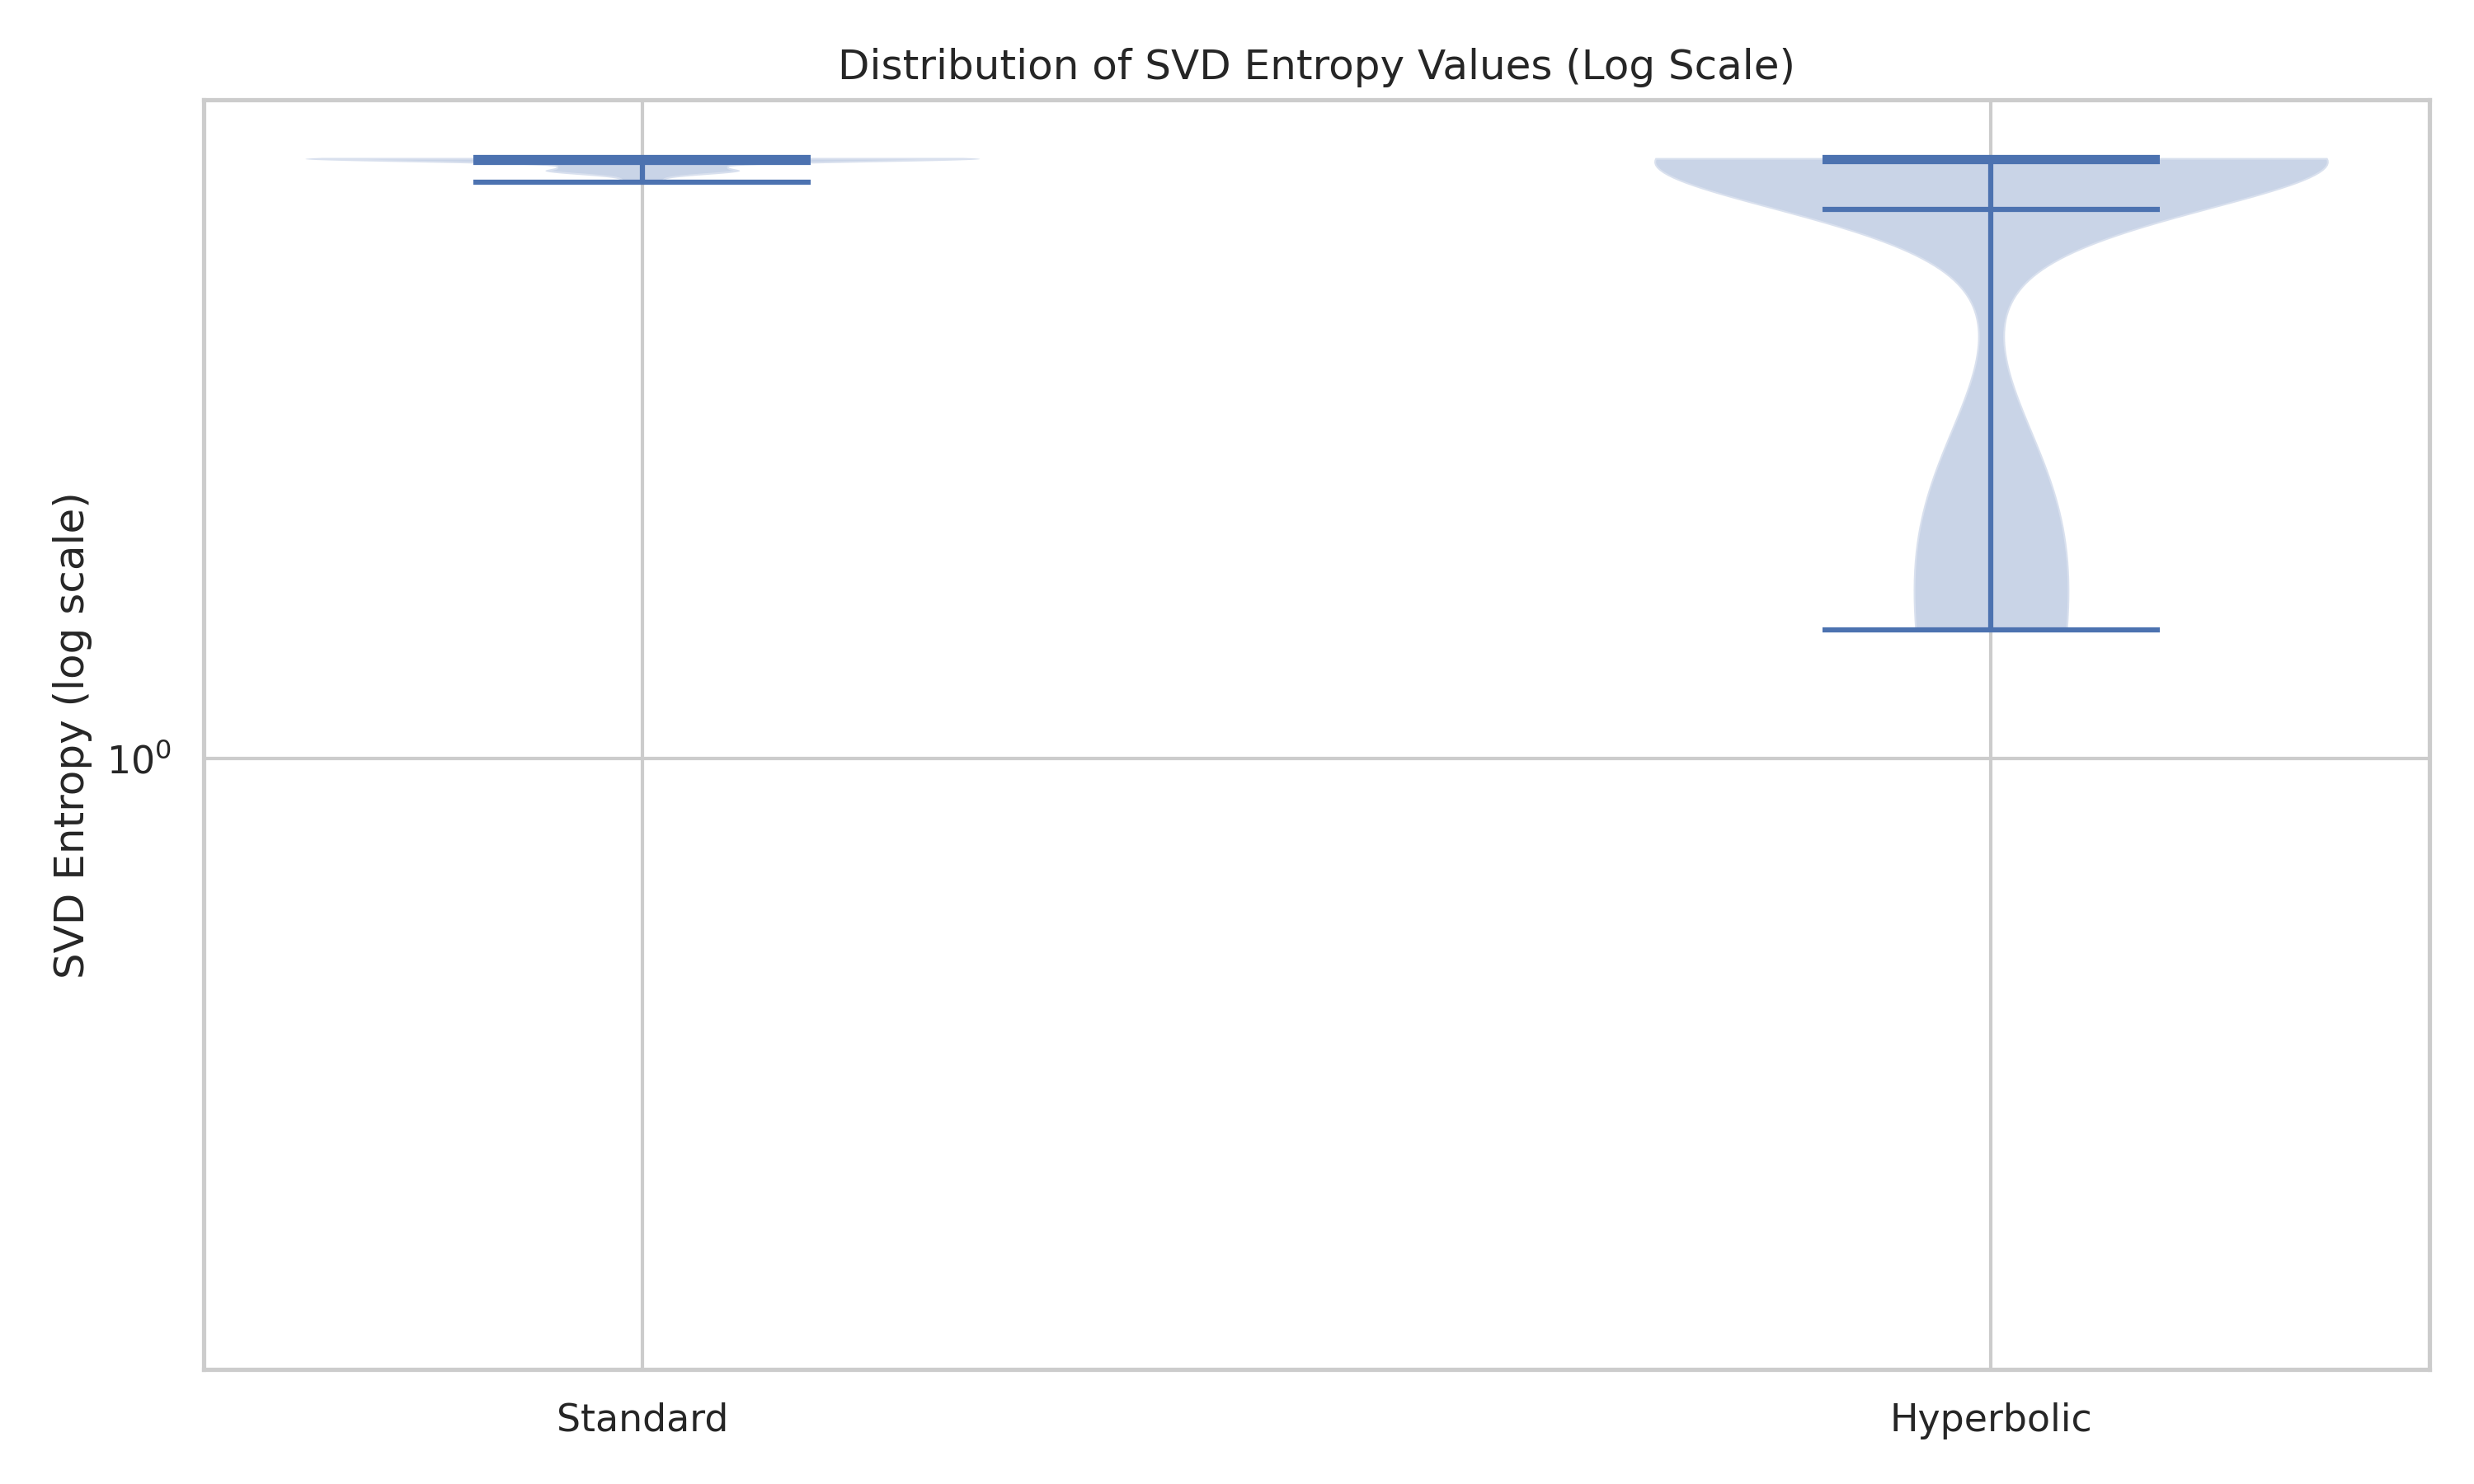 Distribution of SVD Entropy Values (Log Scale)
SVD Entropy (log scale)
10⁰
Standard
Hyperbolic